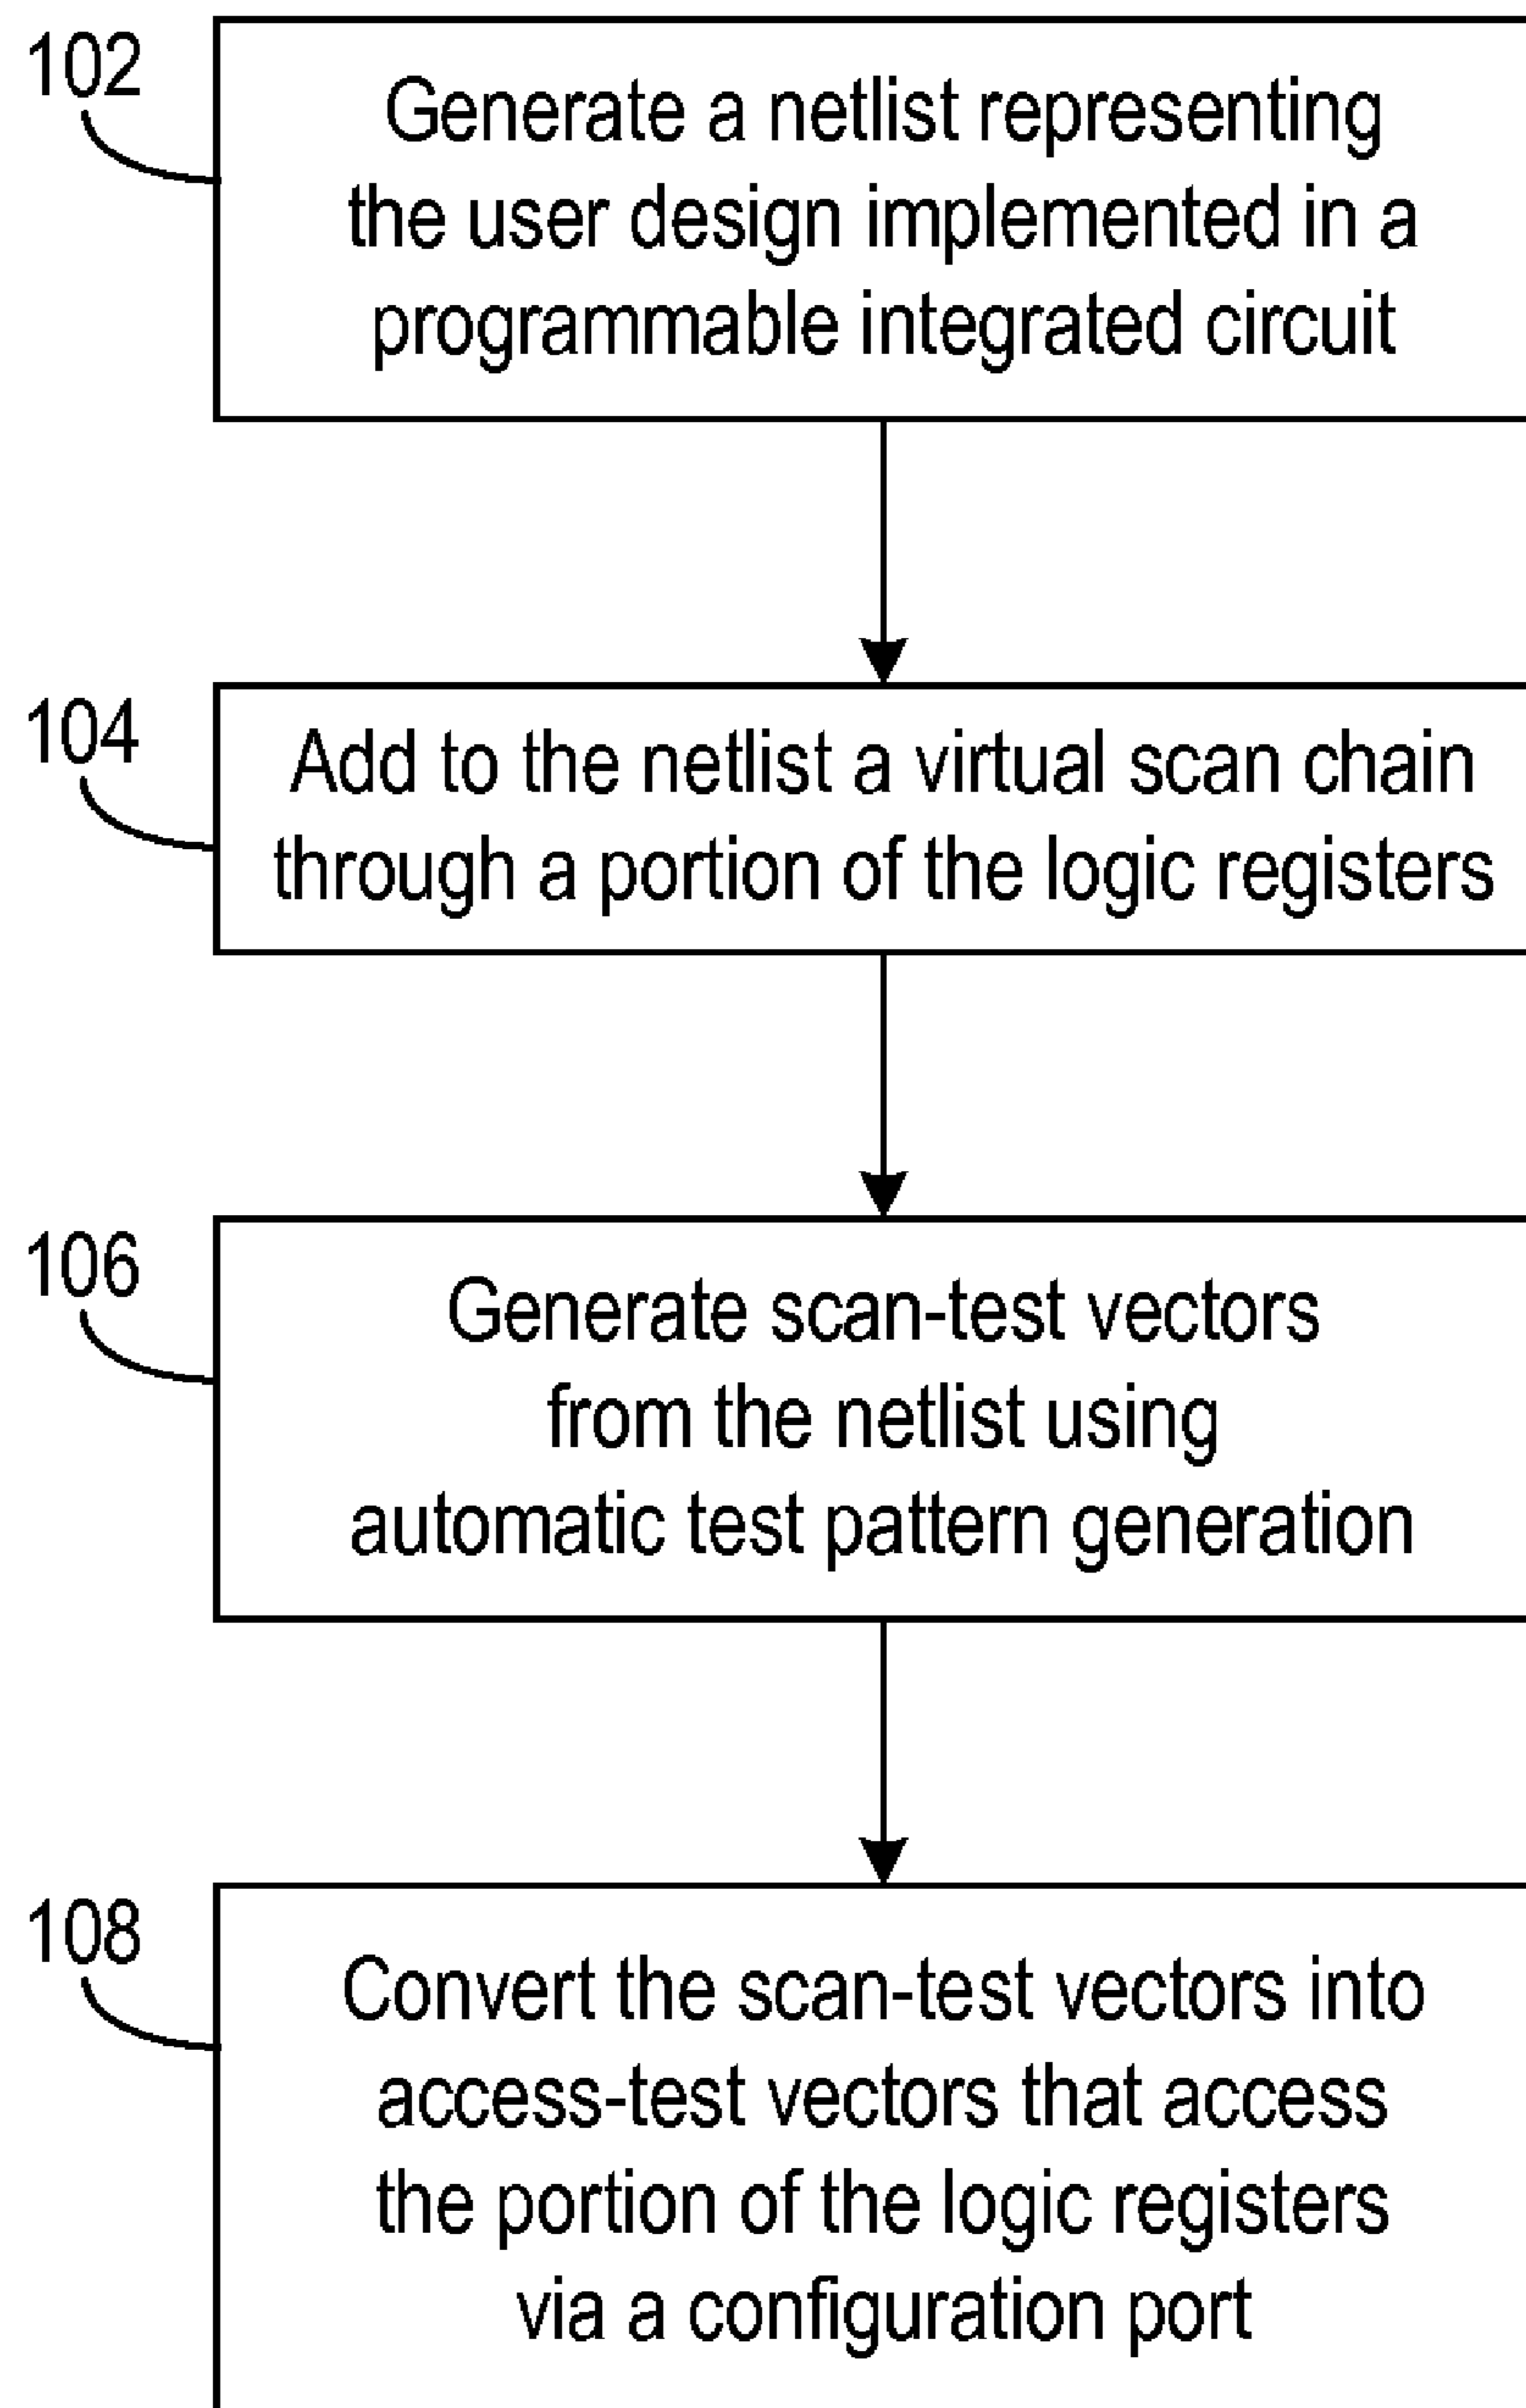 102
Generate a netlist representing
the user design implemented in a
programmable integrated circuit
104
Add to the netlist a virtual scan chain
through a portion of the logic registers
106
Generate scan-test vectors
from the netlist using
automatic test pattern generation
108
Convert the scan-test vectors into
access-test vectors that access
the portion of the logic registers
via a configuration port